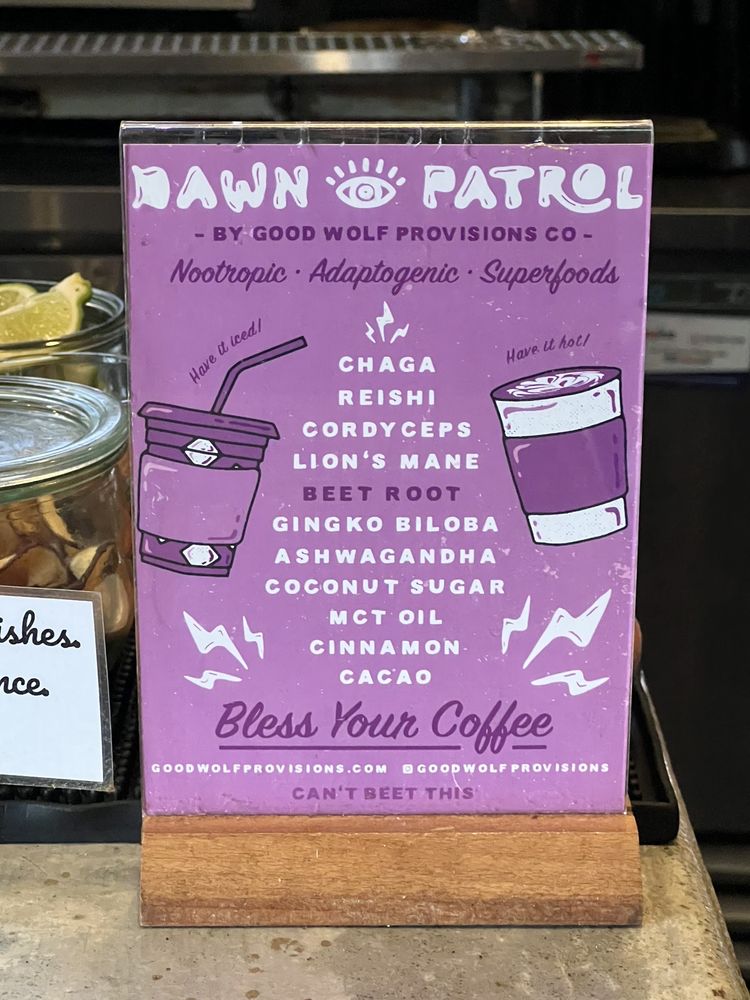 DAWN PATROL
- BY GOOD WOLF PROVISIONS CO -
Nootropic · Adaptogenic · Superfoods
Have it iced!
Have it hot!
CHAGA
REISHI
CORDYCEPS
LION'S MANE
BEET ROOT
GINGKO BILOBA
ASHWAGANDHA
COCONUT SUGAR
MCT OIL
CINNAMON
CACAO
Bless Your Coffee
GOODWOLFPROVISIONS.COM @GOODWOLFPROVISIONS
CAN'T BEET THIS